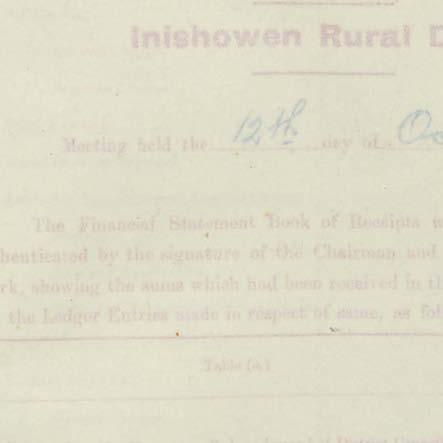 Inishowen Rural D
Meeting held the 12th day of Oc
The Financial Statement Book of Receipts w
henticated by the signature of the Chairman and
rk, showing the sums which had been received in th
the Ledger Entries made in respect of same, as fol
Table (A)